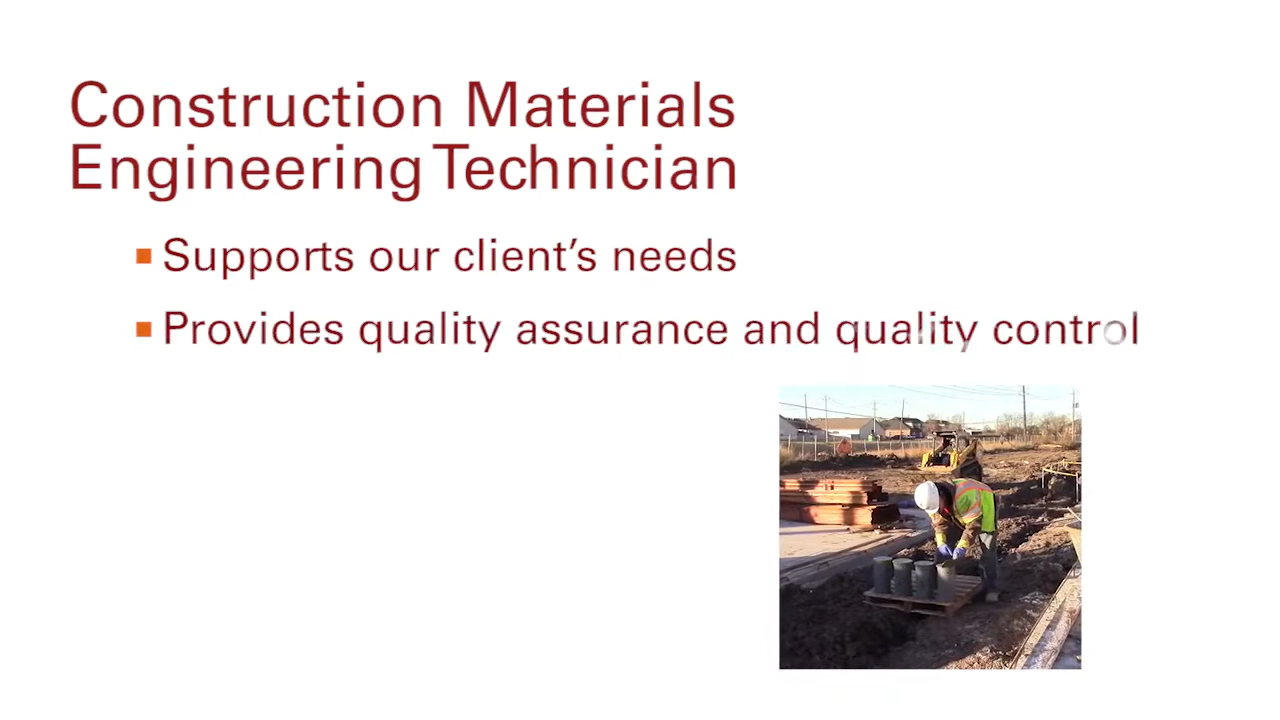 Construction Materials
Engineering Technician
Supports our client’s needs
Provides quality assurance and quality control